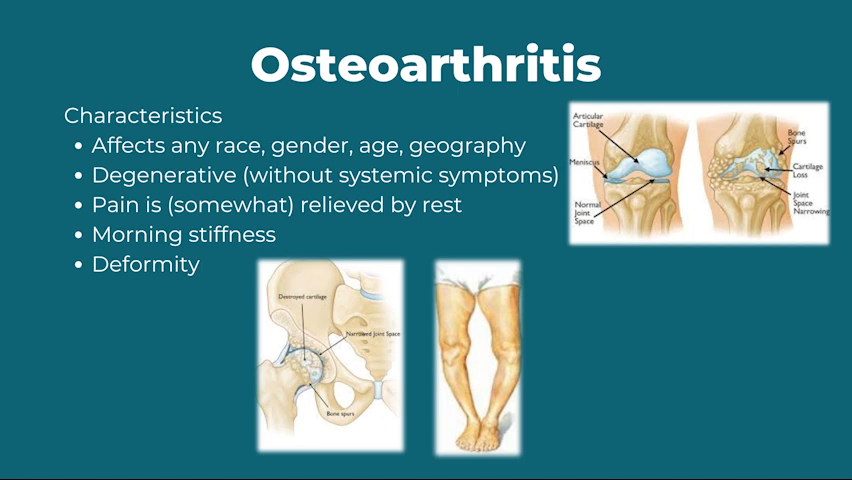 Osteoarthritis
Characteristics
• Affects any race, gender, age, geography
• Degenerative (without systemic symptoms)
• Pain is (somewhat) relieved by rest
• Morning stiffness
• Deformity
Articular
Cartilage
Meniscus
Normal
Joint
Space
Bone
Spurs
Cartilage
Loss
Joint
Space
Narrowing
Destroyed cartilage
Narrowed Joint Space
Bone spurs